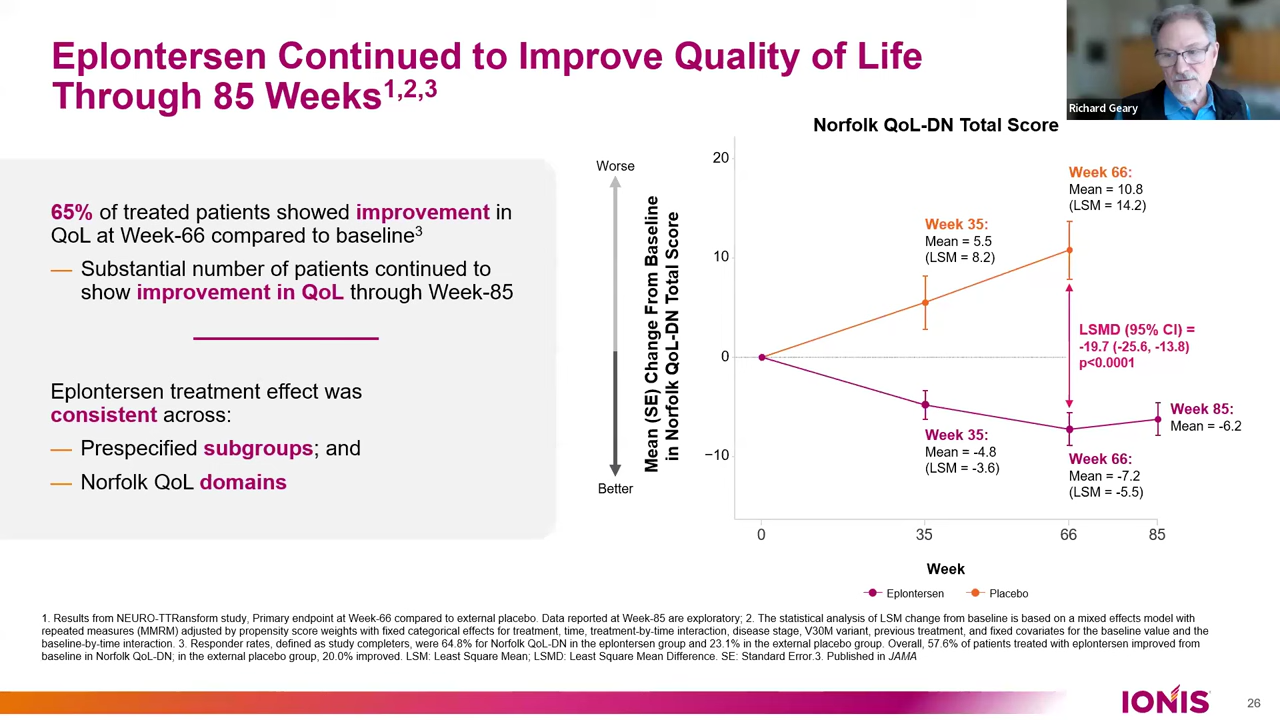 Eplontersen Continued to Improve Quality of Life
Through 85 Weeks1,2,3
Richard Geary
65% of treated patients showed improvement in
QoL at Week-66 compared to baseline3
— Substantial number of patients continued to
show improvement in QoL through Week-85
Eplontersen treatment effect was
consistent across:
— Prespecified subgroups; and
— Norfolk QoL domains
Norfolk QoL-DN Total Score
Worse
Better
Mean (SE) Change From Baseline
in Norfolk QoL-DN Total Score
20
10
0
−10
Week 35:
Mean = 5.5
(LSM = 8.2)
Week 66:
Mean = 10.8
(LSM = 14.2)
LSMD (95% CI) =
-19.7 (-25.6, -13.8)
p<0.0001
Week 35:
Mean = -4.8
(LSM = -3.6)
Week 66:
Mean = -7.2
(LSM = -5.5)
Week 85:
Mean = -6.2
0 35 66 85
Week
Eplontersen Placebo
1. Results from NEURO-TTRansform study, Primary endpoint at Week-66 compared to external placebo. Data reported at Week-85 are exploratory; 2. The statistical analysis of LSM change from baseline is based on a mixed effects model with
repeated measures (MMRM) adjusted by propensity score weights with fixed categorical effects for treatment, time, treatment-by-time interaction, disease stage, V30M variant, previous treatment, and fixed covariates for the baseline value and the
baseline-by-time interaction. 3. Responder rates, defined as study completers, were 64.8% for Norfolk QoL-DN in the eplontersen group and 23.1% in the external placebo group. Overall, 57.6% of patients treated with eplontersen improved from
baseline in Norfolk QoL-DN; in the external placebo group, 20.0% improved. LSM: Least Square Mean; LSMD: Least Square Mean Difference. SE: Standard Error.3. Published in JAMA
IONIS
26